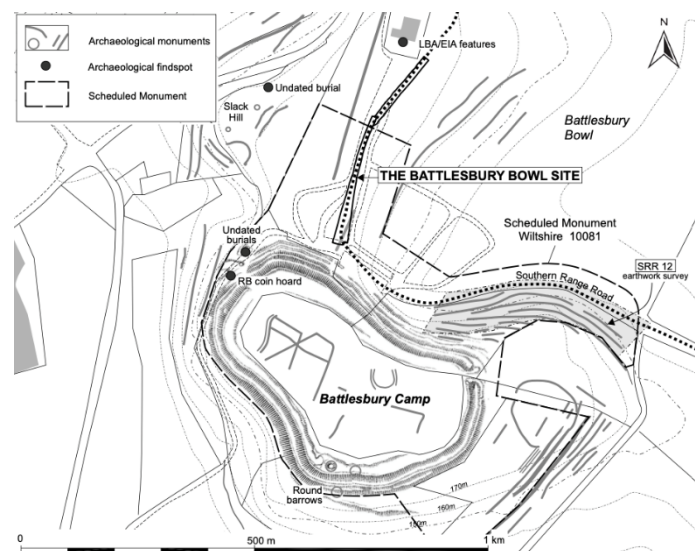 Archaeological monuments
Archaeological findspot
Scheduled Monument
N
LBA/EIA features
Undated burial
Slack
Hill
Battlesbury
Bowl
THE BATTLESBURY BOWL SITE
Scheduled Monument
Wiltshire 10081
Undated
burials
SRR 12
earthwork survey
Southern Range Road
RB coin hoard
Battlesbury Camp
Round
barrows
170m
160m
150m
0
500 m
1 km